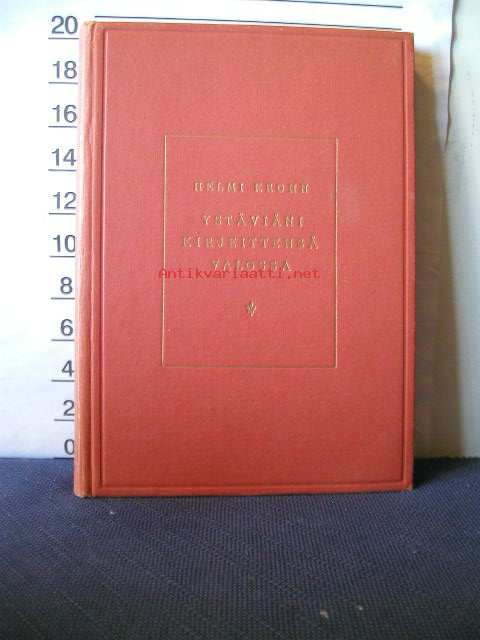 20
18
16
14
12
10
8
6
4
2
0
HELMI KROHN
YSTÄVIÄNI
KIRJEITTENSÄ
VALOSSA
Antikvariaatti.net